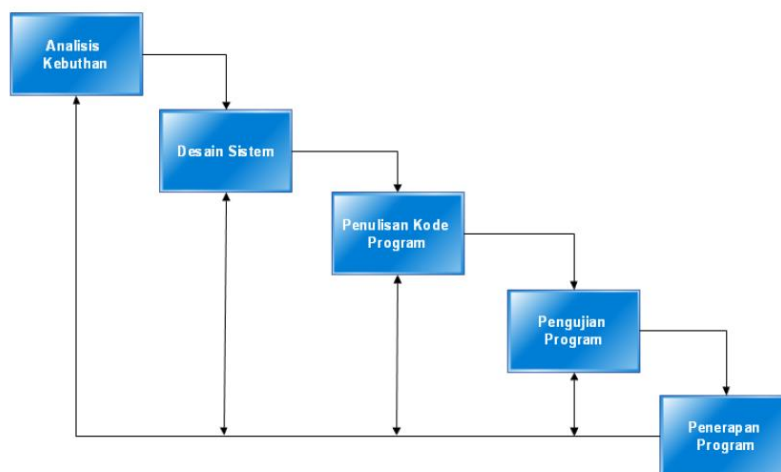 Analisis
Kebuthan
Desain Sistem
Penulisan Kode
Program
Pengujian
Program
Penerapan
Program